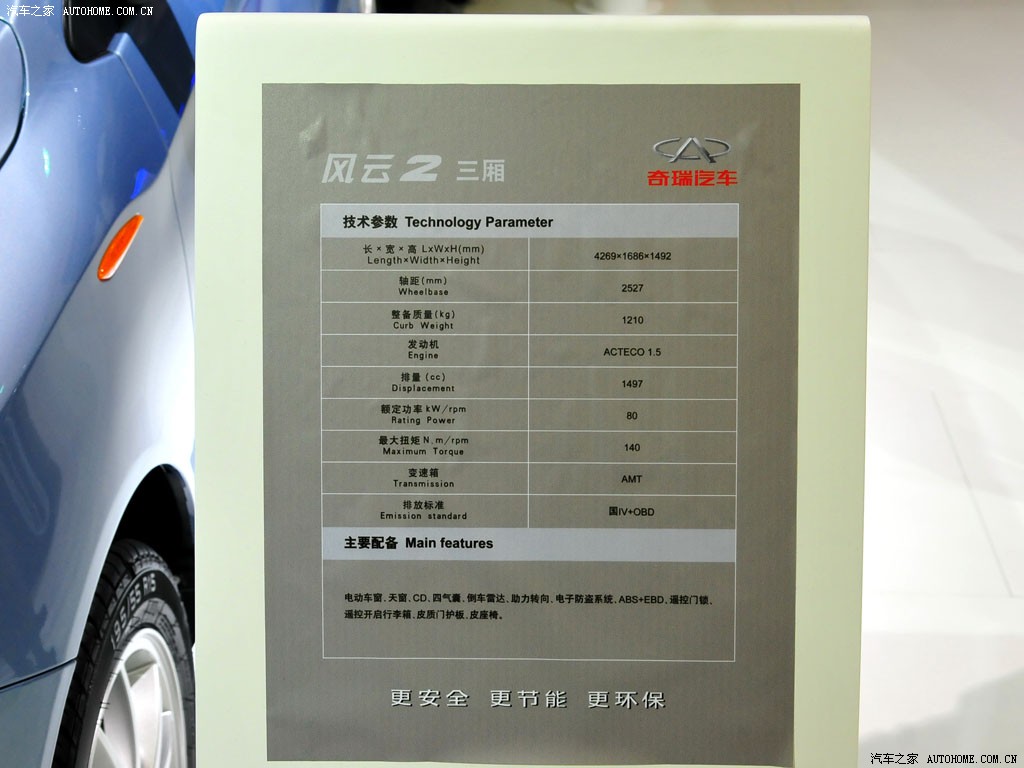 汽车之家 AUTOHOME.COM.CN
风云2 三厢
奇瑞汽车
技术参数 Technology Parameter
长×宽×高 LxWxH(mm)
Length×Width×Height
4269×1686×1492
轴距(mm)
Wheelbase
2527
整备质量(kg)
Curb Weight
1210
发动机
Engine
ACTECO 1.5
排量(cc)
Displacement
1497
额定功率kW/rpm
Rating Power
80
最大扭矩N.m/rpm
Maximum Torque
140
变速箱
Transmission
AMT
排放标准
Emission standard
国IV+OBD
主要配备 Main features
电动车窗、天窗、CD、四气囊、倒车雷达、助力转向、电子防盗系统、ABS+EBD、遥控门锁、
遥控开启行李箱、皮质门护板、皮座椅。
更安全 更节能 更环保
汽车之家 AUTOHOME.COM.CN